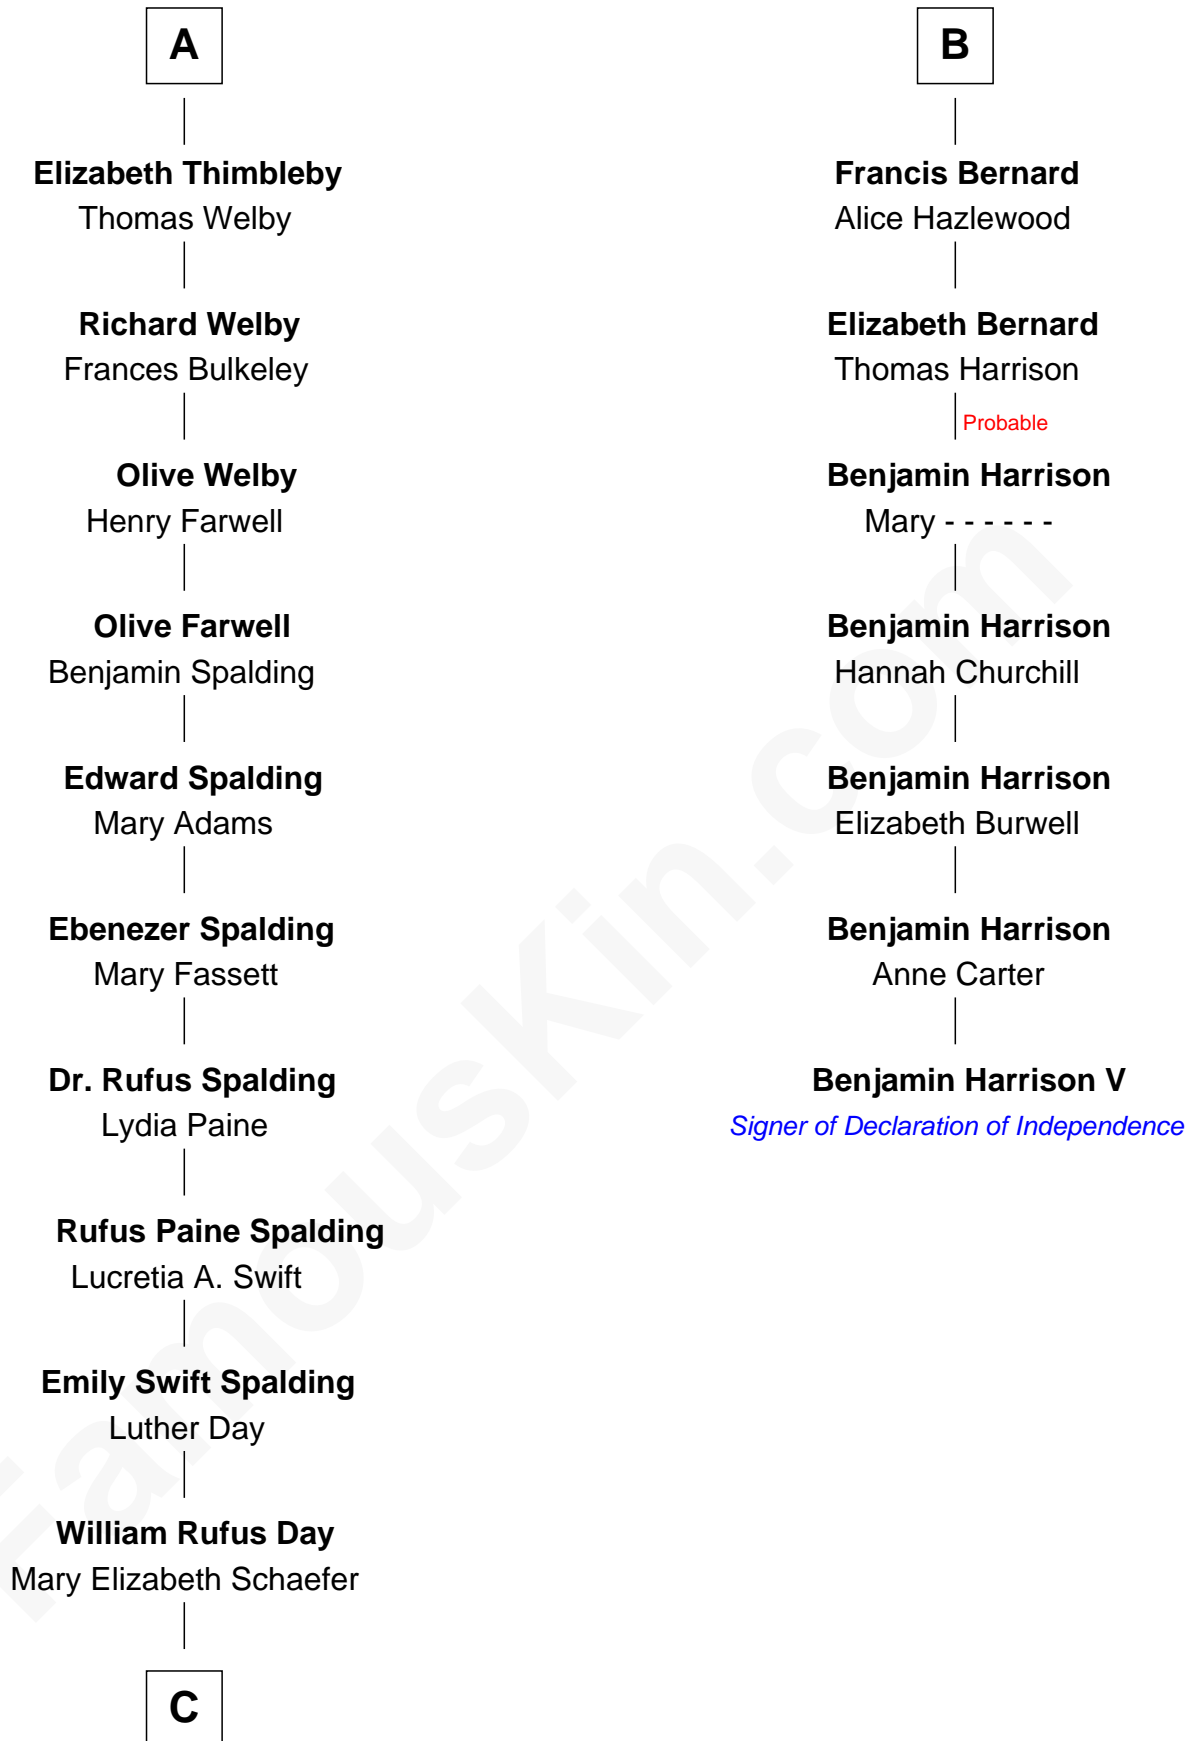 A
Elizabeth Thimbleby
Thomas Welby
Richard Welby
Frances Bulkeley
Olive Welby
Henry Farwell
Olive Farwell
Benjamin Spalding
Edward Spalding
Mary Adams
Ebenezer Spalding
Mary Fassett
Dr. Rufus Spalding
Lydia Paine
Rufus Paine Spalding
Lucretia A. Swift
Emily Swift Spalding
Luther Day
William Rufus Day
Mary Elizabeth Schaefer
C
B
Francis Bernard
Alice Hazlewood
Elizabeth Bernard
Thomas Harrison
Probable
Benjamin Harrison
Mary - - - - - -
Benjamin Harrison
Hannah Churchill
Benjamin Harrison
Elizabeth Burwell
Benjamin Harrison
Anne Carter
Benjamin Harrison V
Signer of Declaration of Independence
FamousKin.com